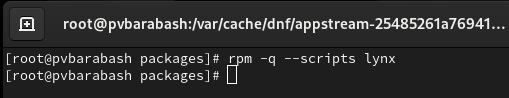 root@pvbarabash:/var/cache/dnf/appstream-25485261a76941...
[root@pvbarabash packages]# rpm -q --scripts lynx
[root@pvbarabash packages]#